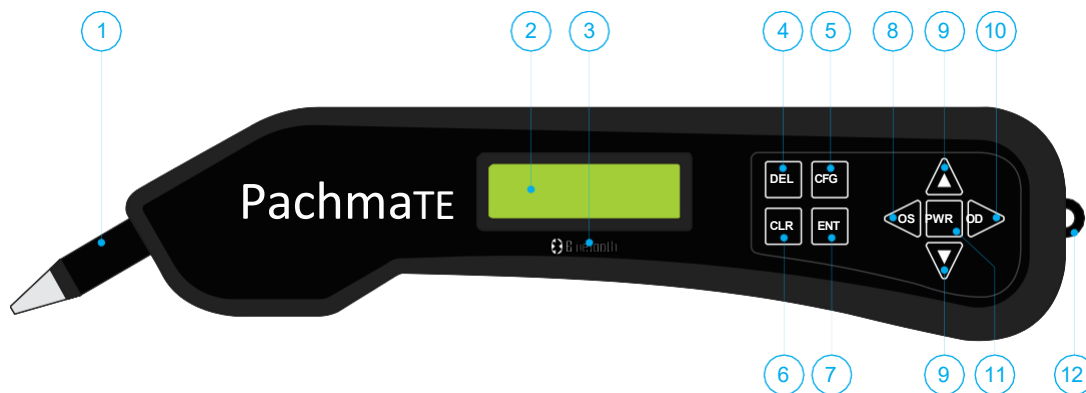 1 2 3 4 5 8 9 10
PachmaTE
DEL CFG
CLR ENT
OS PWR OD
6 7 9 11 12